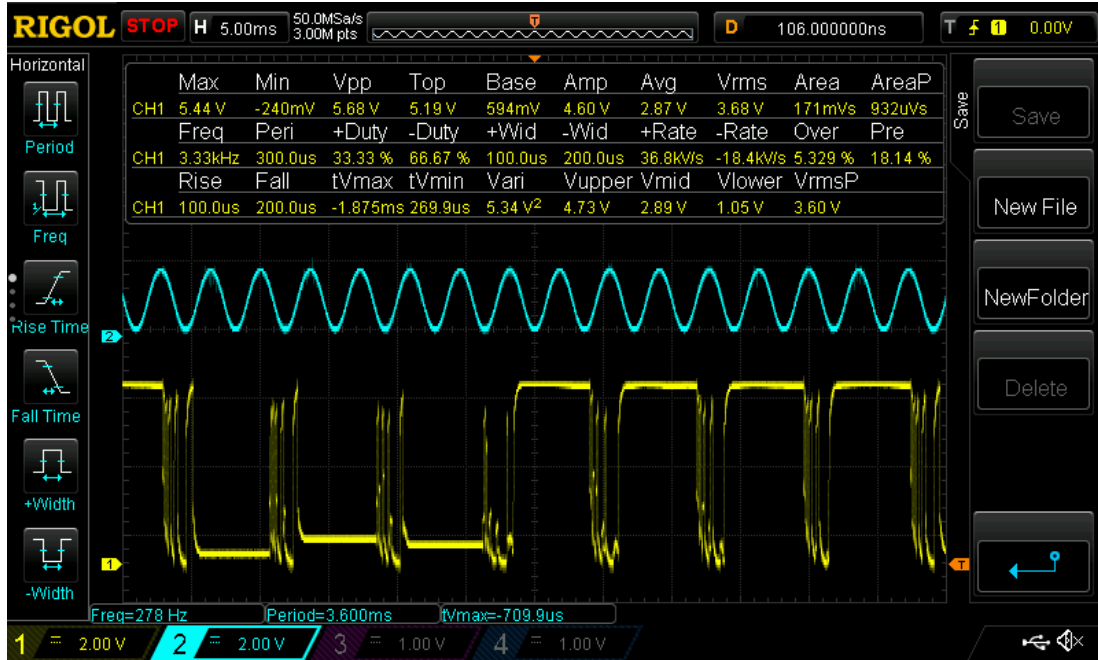 RIGOL STOP H 5.00ms 50.0MSa/s 3.00M pts T D 106.000000ns T 1 0.00V
Horizontal
Period
Freq
Rise Time
Fall Time
+Width
-Width
Max Min Vpp Top Base Amp Avg Vrms Area AreaP
CH1 5.44 V -240mV 5.68 V 5.19 V 594mV 4.60 V 2.87 V 3.68 V 171mVs 932uVs
Freq Peri +Duty -Duty +Wid -Wid +Rate -Rate Over Pre
CH1 3.33kHz 300.0us 33.33 % 66.67 % 100.0us 200.0us 36.8kV/s -18.4kV/s 5.329 % 18.14 %
Rise Fall tVmax tVmin Vari Vupper Vmid Vlower VrmsP
CH1 100.0us 200.0us -1.875ms 269.9us 5.34 V² 4.73 V 2.89 V 1.05 V 3.60 V
2
1
T
Save
Save
New File
NewFolder
Delete
Freq=278 Hz Period=3.600ms tVmax=-709.9us
1 2.00 V 2 2.00 V 3 1.00 V 4 1.00 V